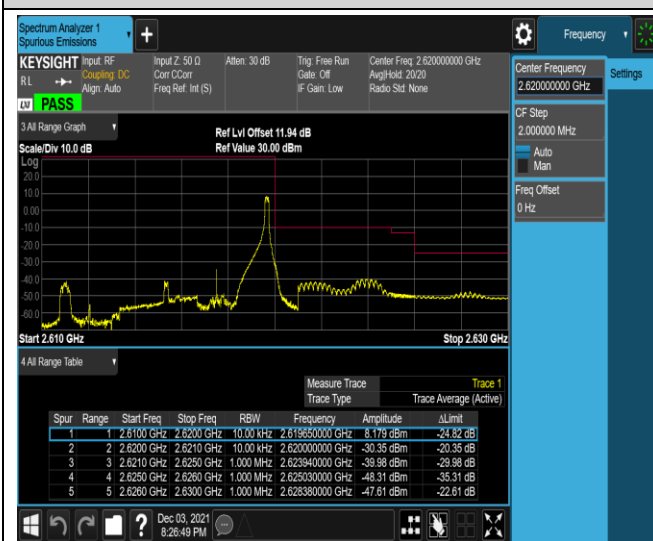 Spectrum Analyzer 1
Spurious Emissions
+
Frequency
KEYSIGHT Input: RF Input Z: 50 Ω Atten: 30 dB Trig: Free Run Center Freq: 2.620000000 GHz
RL Coupling: DC Corr CCorr Gate: Off Avg|Hold: 20/20
Align: Auto Freq Ref: Int (S) IF Gain: Low Radio Std: None
LXI PASS
Center Frequency
2.620000000 GHz
Settings
CF Step
2.000000 MHz
Auto
Man
Freq Offset
0 Hz
3 All Range Graph
Ref Lvl Offset 11.94 dB
Scale/Div 10.0 dB Ref Value 30.00 dBm
Log
20.0
10.0
0.00
-10.0
-20.0
-30.0
-40.0
-50.0
-60.0
Start 2.610 GHz Stop 2.630 GHz
4 All Range Table
Measure Trace Trace 1
Trace Type Trace Average (Active)
Spur Range Start Freq Stop Freq RBW Frequency Amplitude ΔLimit
1 1 2.6100 GHz 2.6200 GHz 10.00 kHz 2.619650000 GHz 8.179 dBm -24.82 dB
2 2 2.6200 GHz 2.6210 GHz 10.00 kHz 2.620000000 GHz -30.35 dBm -20.35 dB
3 3 2.6210 GHz 2.6250 GHz 1.000 MHz 2.623940000 GHz -39.98 dBm -29.98 dB
4 4 2.6250 GHz 2.6260 GHz 1.000 MHz 2.625030000 GHz -48.31 dBm -35.31 dB
5 5 2.6260 GHz 2.6300 GHz 1.000 MHz 2.628380000 GHz -47.61 dBm -22.61 dB
? Dec 03, 2021
8:26:49 PM